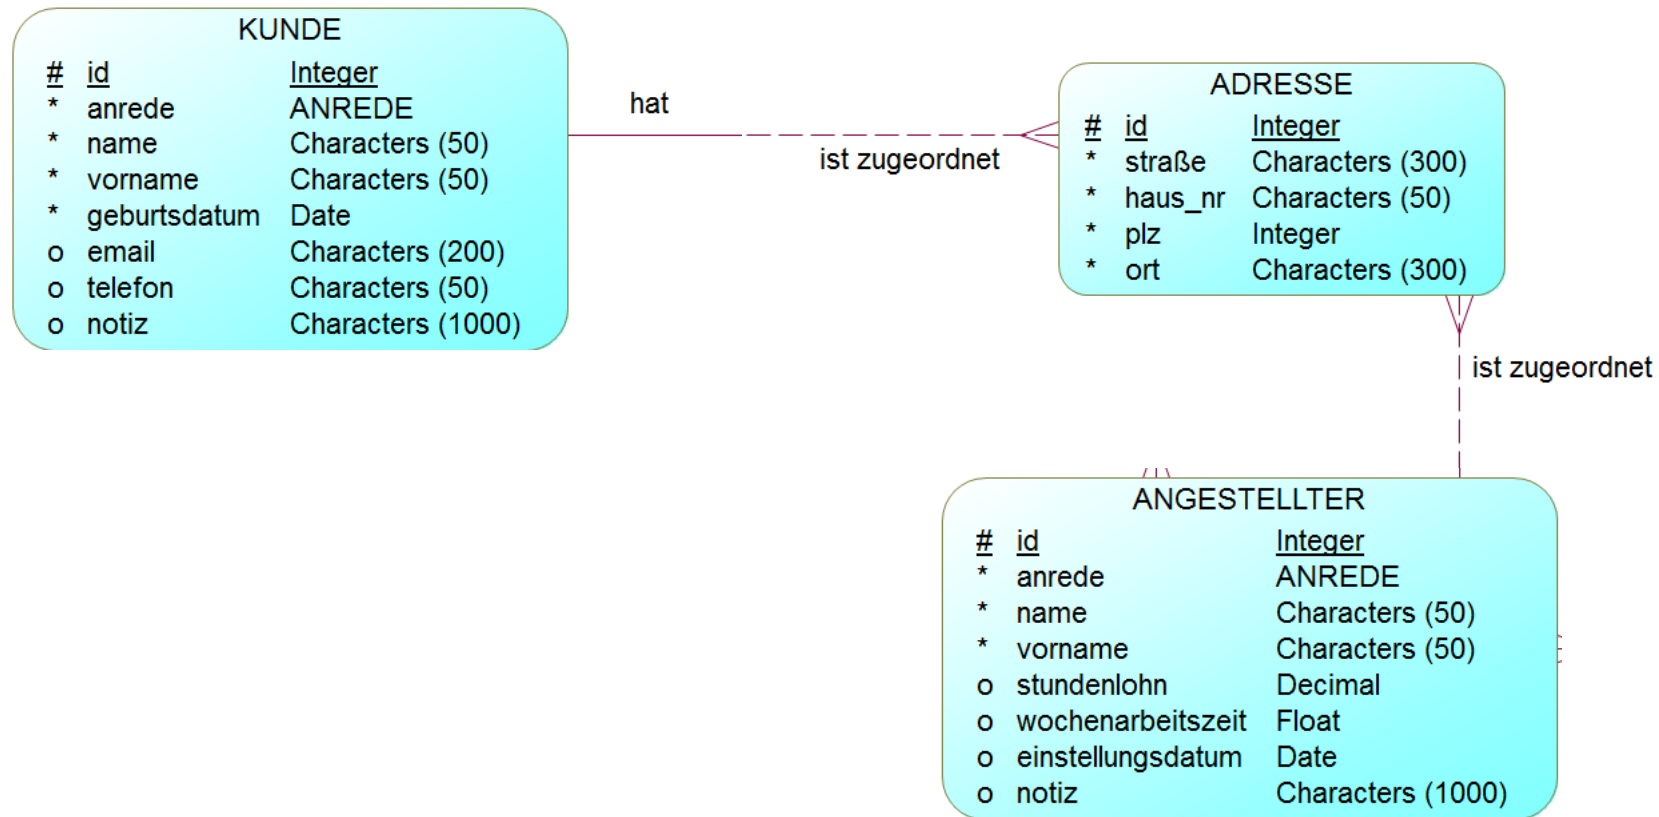 KUNDE
# id Integer
* anrede ANREDE
* name Characters (50)
* vorname Characters (50)
* geburtsdatum Date
o email Characters (200)
o telefon Characters (50)
o notiz Characters (1000)
hat
ist zugeordnet
ADRESSE
# id Integer
* straße Characters (300)
* haus_nr Characters (50)
* plz Integer
* ort Characters (300)
ist zugeordnet
ANGESTELLTER
# id Integer
* anrede ANREDE
* name Characters (50)
* vorname Characters (50)
o stundenlohn Decimal
o wochenarbeitszeit Float
o einstellungsdatum Date
o notiz Characters (1000)